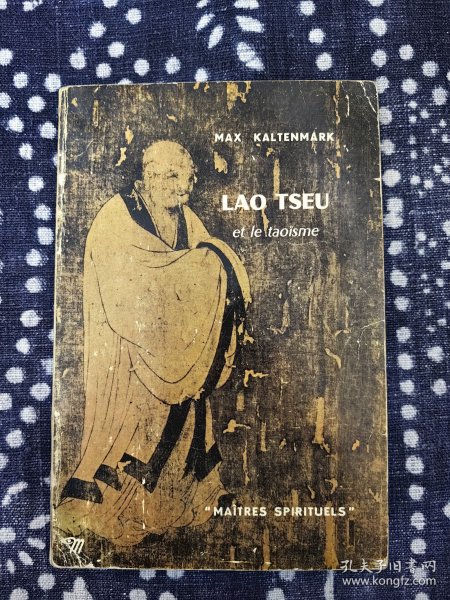 MAX KALTENMARK
LAO TSEU
et le taoïsme
"MAÎTRES SPIRITUELS"
孔夫子旧书网
www.kongfz.com